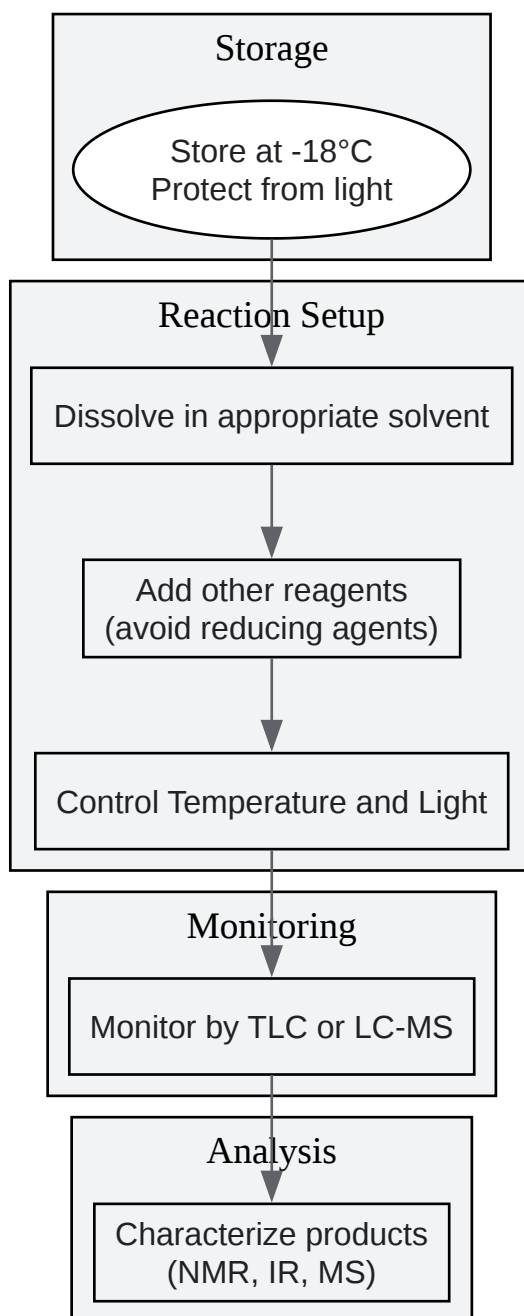 Storage
Store at -18°C
Protect from light
Reaction Setup
Dissolve in appropriate solvent
Add other reagents
(avoid reducing agents)
Control Temperature and Light
Monitoring
Monitor by TLC or LC-MS
Analysis
Characterize products
(NMR, IR, MS)